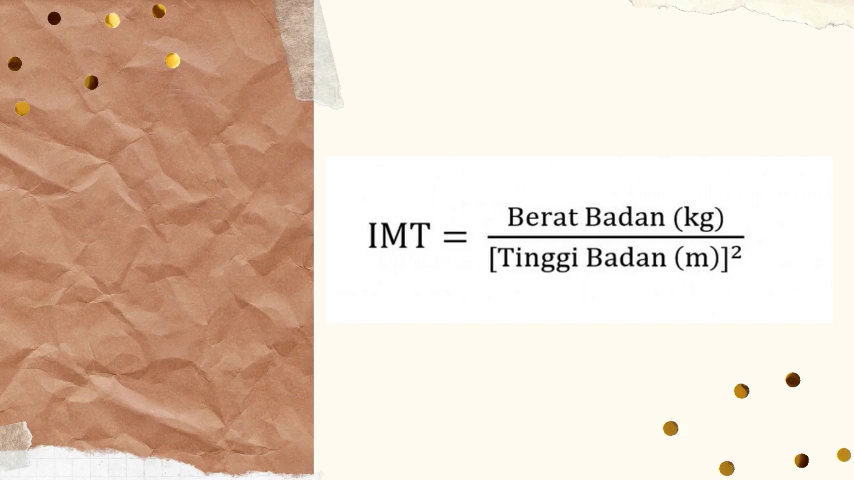 IMT = Berat Badan (kg)
[Tinggi Badan (m)]²